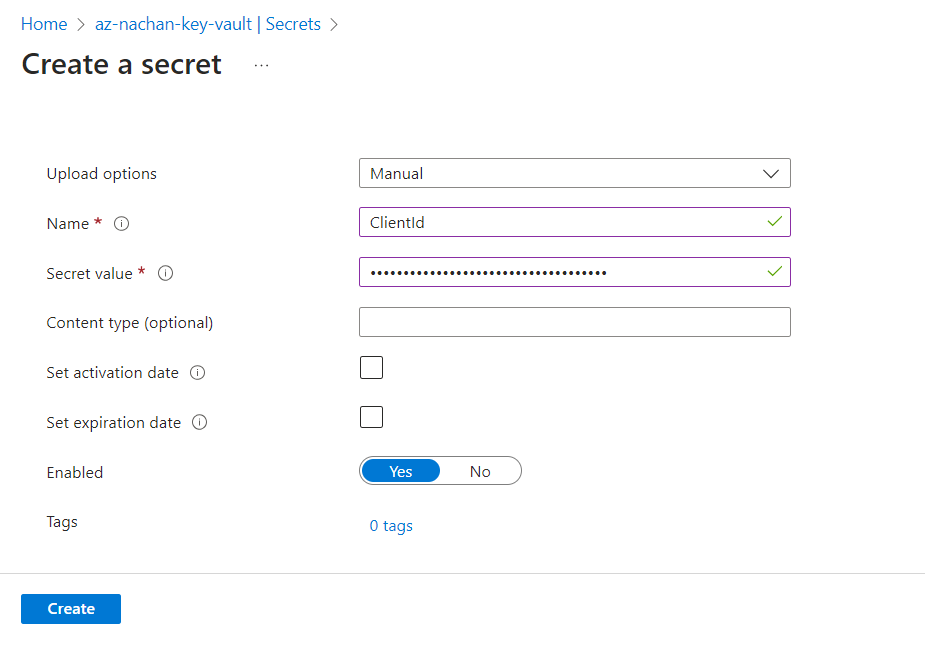 Home > az-nachan-key-vault | Secrets >
Create a secret ...
Upload options Manual
Name * ClientId
Secret value * ••••••••••••••••••••••••••••••••••••
Content type (optional)
Set activation date
Set expiration date
Enabled Yes No
Tags 0 tags
Create